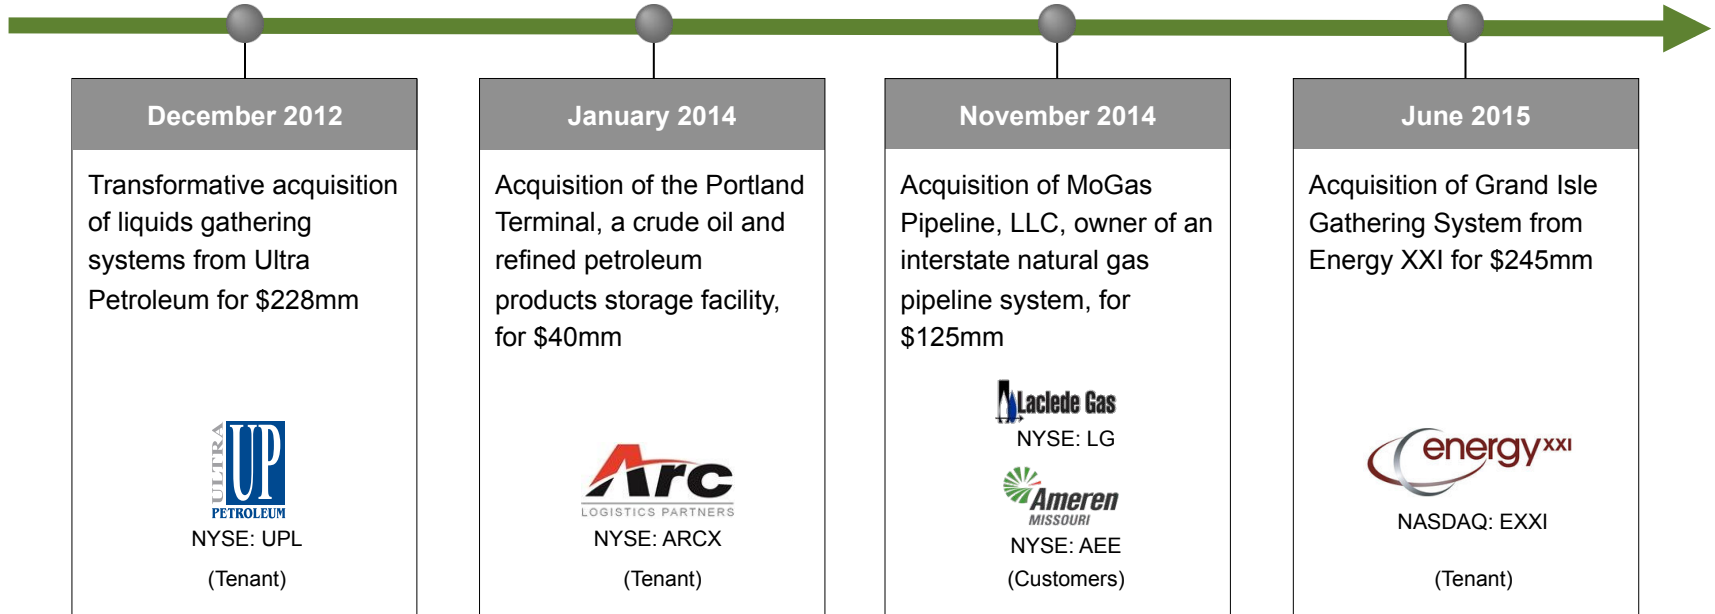 December 2012
Transformative acquisition
of liquids gathering
systems from Ultra
Petroleum for $228mm
ULTRA
UP
PETROLEUM
NYSE: UPL
(Tenant)
January 2014
Acquisition of the Portland
Terminal, a crude oil and
refined petroleum
products storage facility,
for $40mm
Arc
LOGISTICS PARTNERS
NYSE: ARCX
(Tenant)
November 2014
Acquisition of MoGas
Pipeline, LLC, owner of an
interstate natural gas
pipeline system, for
$125mm
Laclede Gas
NYSE: LG
Ameren
MISSOURI
NYSE: AEE
(Customers)
June 2015
Acquisition of Grand Isle
Gathering System from
Energy XXI for $245mm
energy XXI
NASDAQ: EXXI
(Tenant)